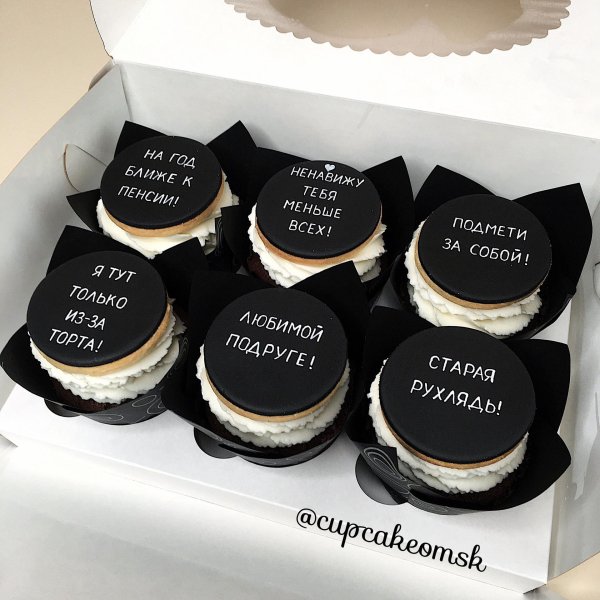 НА ГОД
БЛИЖЕ К
ПЕНСИИ!
НЕНАВИЖУ
ТЕБЯ
МЕНЬШЕ
ВСЕХ!
ПОДМЕТИ
ЗА СОБОЙ!
Я ТУТ
ТОЛЬКО
ИЗ-ЗА
ТОРТА!
ЛЮБИМОЙ
ПОДРУГЕ!
СТАРАЯ
РУХЛЯДЬ!
@cupcakeomsk